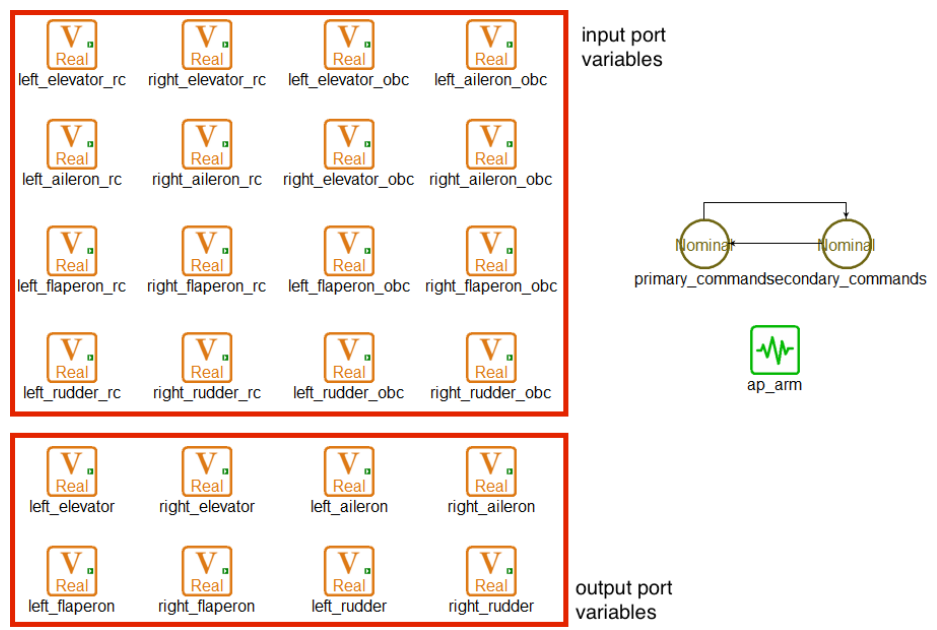 V V V V
Real Real Real Real
left_elevator_rc right_elevator_rc left_elevator_obc left_aileron_obc
input port
variables
V V V V
Real Real Real Real
left_aileron_rc right_aileron_rc right_elevator_obc right_aileron_obc
V V V V
Real Real Real Real
left_flaperon_rc right_flaperon_rc left_flaperon_obc right_flaperon_obc
V V V V
Real Real Real Real
left_rudder_rc right_rudder_rc left_rudder_obc right_rudder_obc
Nominal Nominal
primary_commandsecondary_commands
ap_arm
V V V V
Real Real Real Real
left_elevator right_elevator left_aileron right_aileron
V V V V
Real Real Real Real
left_flaperon right_flaperon left_rudder right_rudder
output port
variables